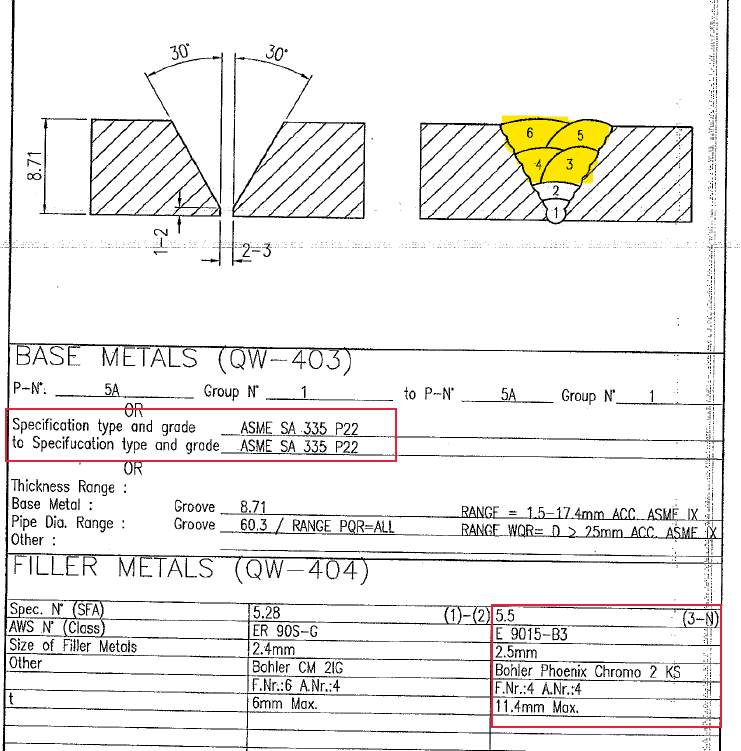 30° 30°
8.71
1-2
2-3
6 5
4 3
2
1
BASE METALS (QW-403)
P-N°. 5A Group N° 1 to P-N° 5A Group N° 1
OR
Specification type and grade ASME SA 335 P22
to Specifucation type and grade ASME SA 335 P22
OR
Thickness Range :
Base Metal : Groove 8.71 RANGE = 1.5-17.4mm ACC. ASME IX
Pipe Dia. Range : Groove 60.3 / RANGE PQR=ALL RANGE WQR= D ≥ 25mm ACC. ASME IX
Other :
FILLER METALS (QW-404)
Spec. N° (SFA) 5.28 (1)-(2) 5.5 (3-N)
AWS N° (Class) ER 90S-G E 9015-B3
Size of Filler Metals 2.4mm 2.5mm
Other Bohler CM 2IG Bohler Phoenix Chromo 2 KS
F.Nr.:6 A.Nr.:4 F.Nr.:4 A.Nr.:4
t 6mm Max. 11.4mm Max.